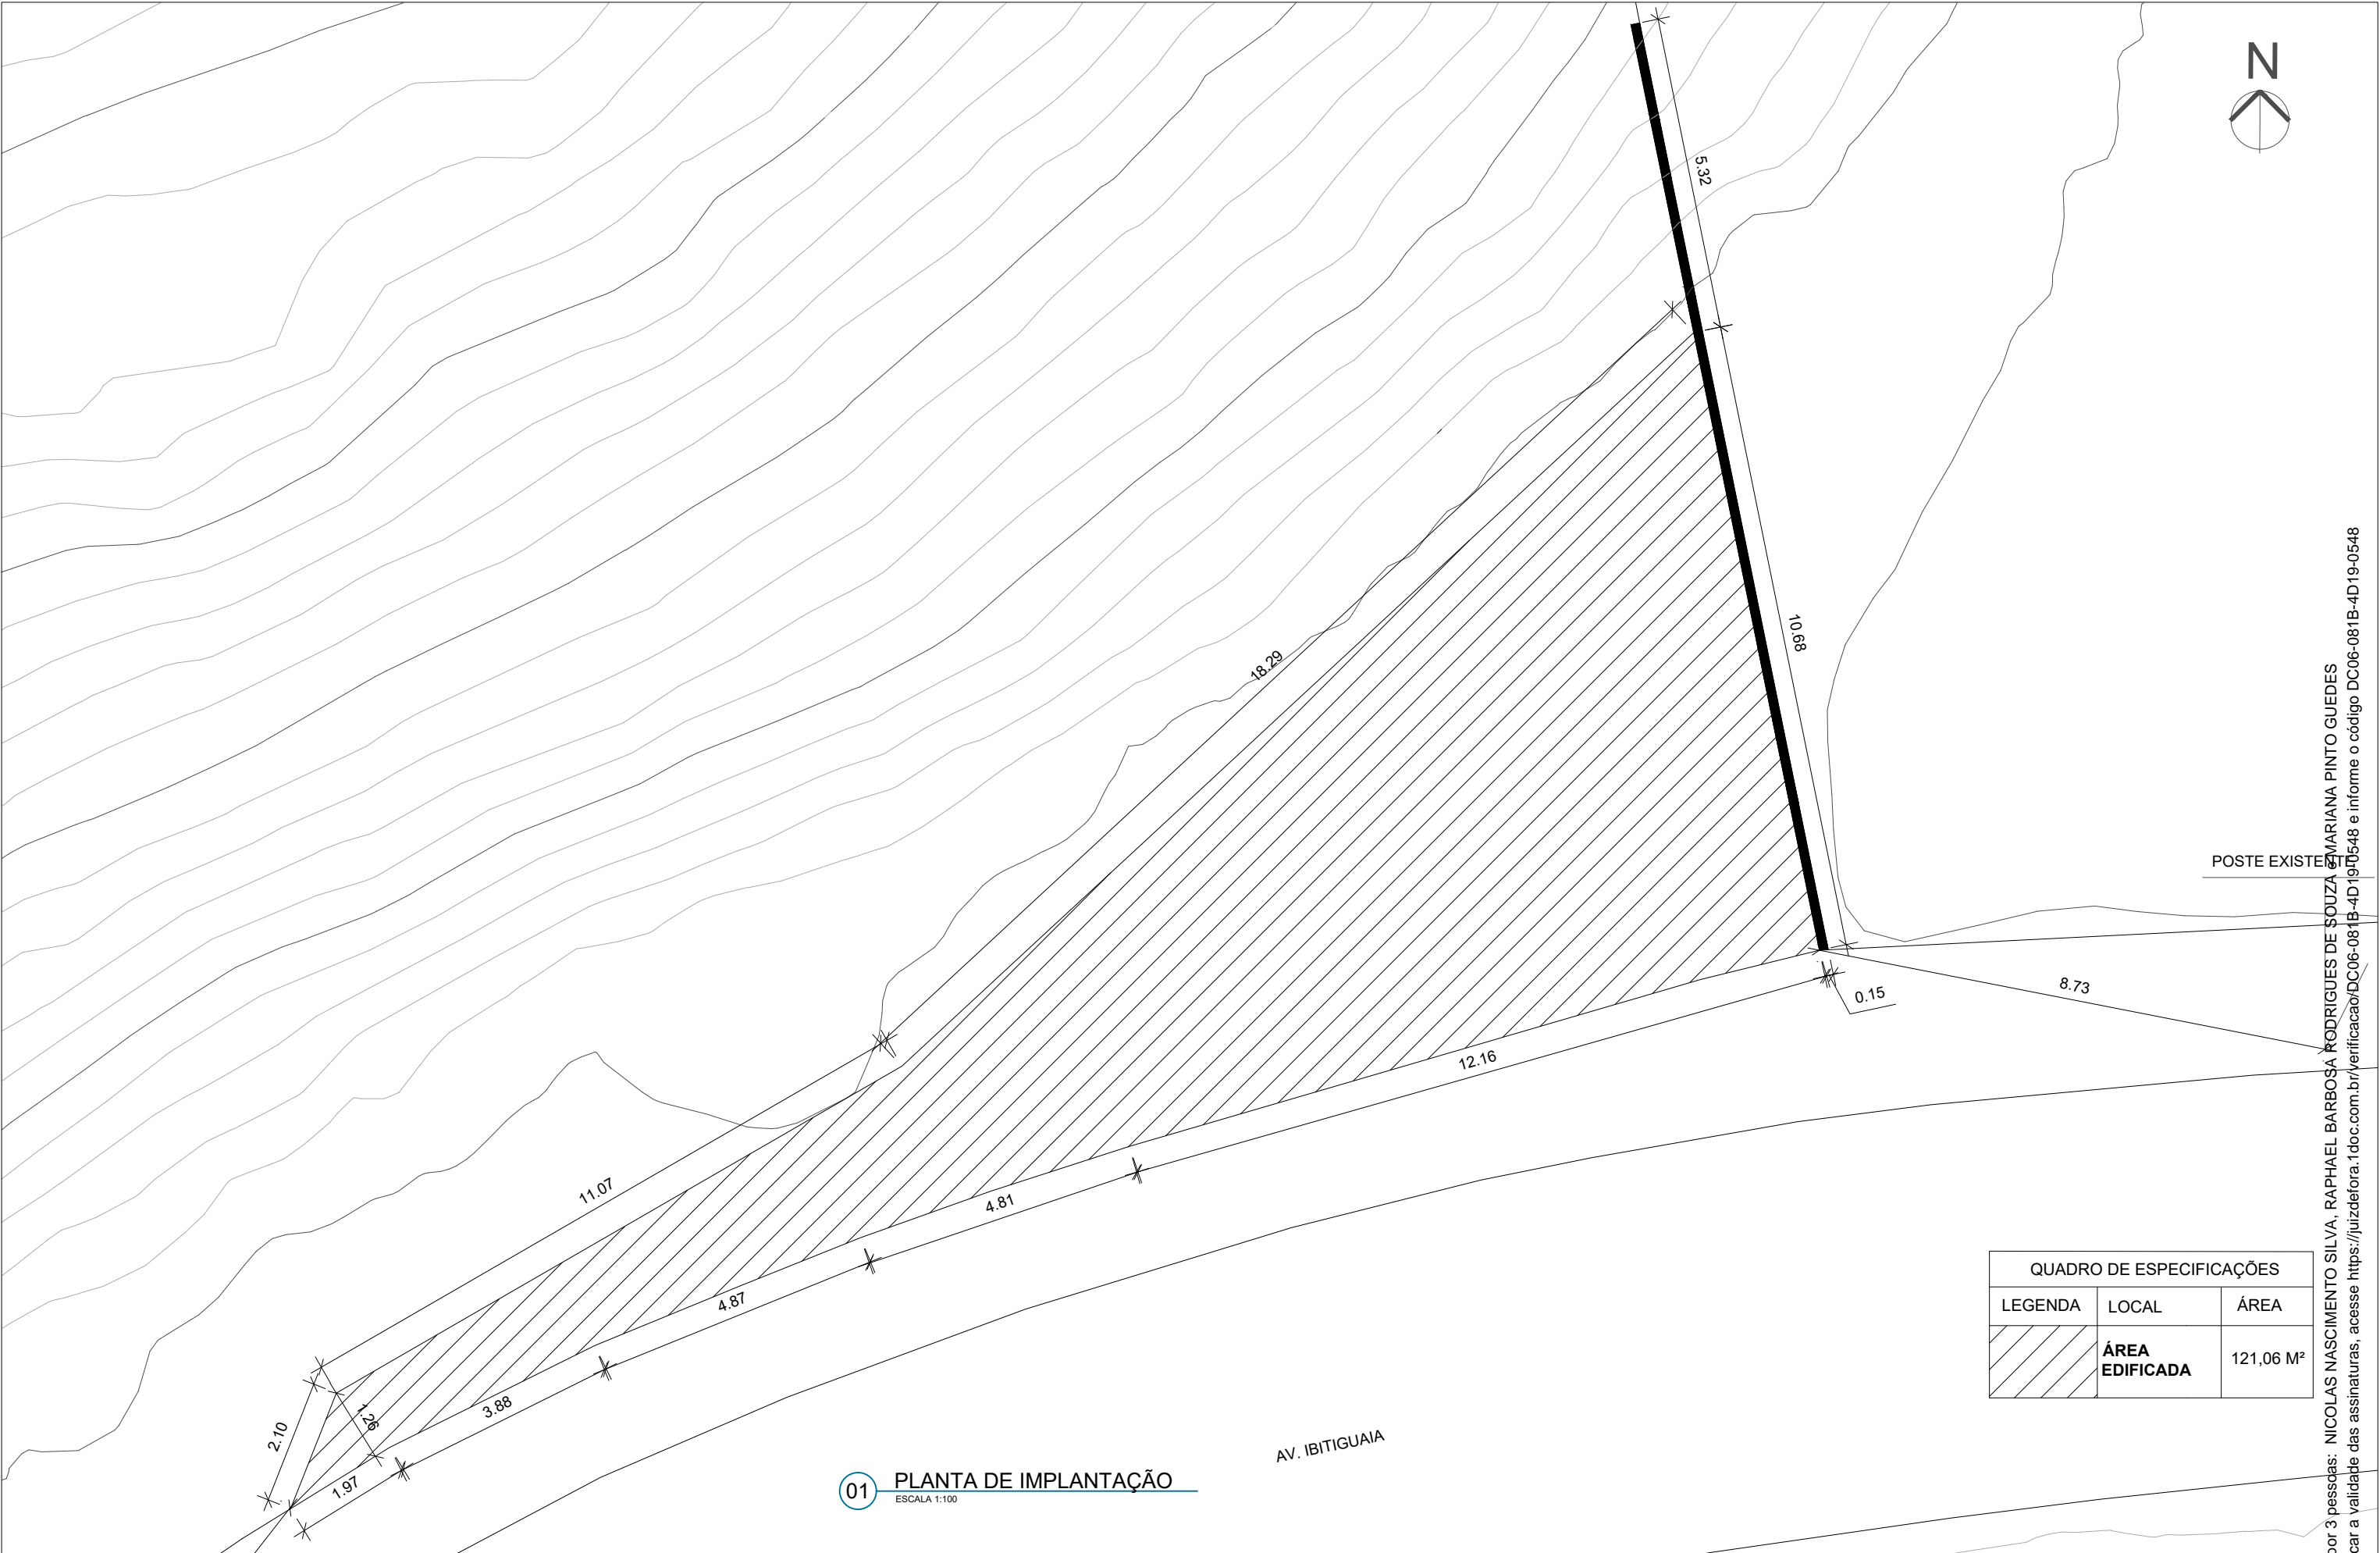 N
5.32
10.68
18.29
POSTE EXISTENTE
8.73
0.15
12.16
4.81
11.07
4.87
3.88
1.26
2.10
1.97
QUADRO DE ESPECIFICAÇÕES
LEGENDA LOCAL ÁREA
ÁREA
EDIFICADA
121,06 M²
AV. IBITIGUAIA
01 PLANTA DE IMPLANTAÇÃO
ESCALA 1:100
por 3 pessoas: NICOLAS NASCIMENTO SILVA, RAPHAEL BARBOSA RODRIGUES DE SOUZA e MARIANA PINTO GUEDES
car a validade das assinaturas, acesse https://juizdefora.1doc.com.br/verificacao/DC06-081B-4D19-0548 e informe o código DC06-081B-4D19-0548